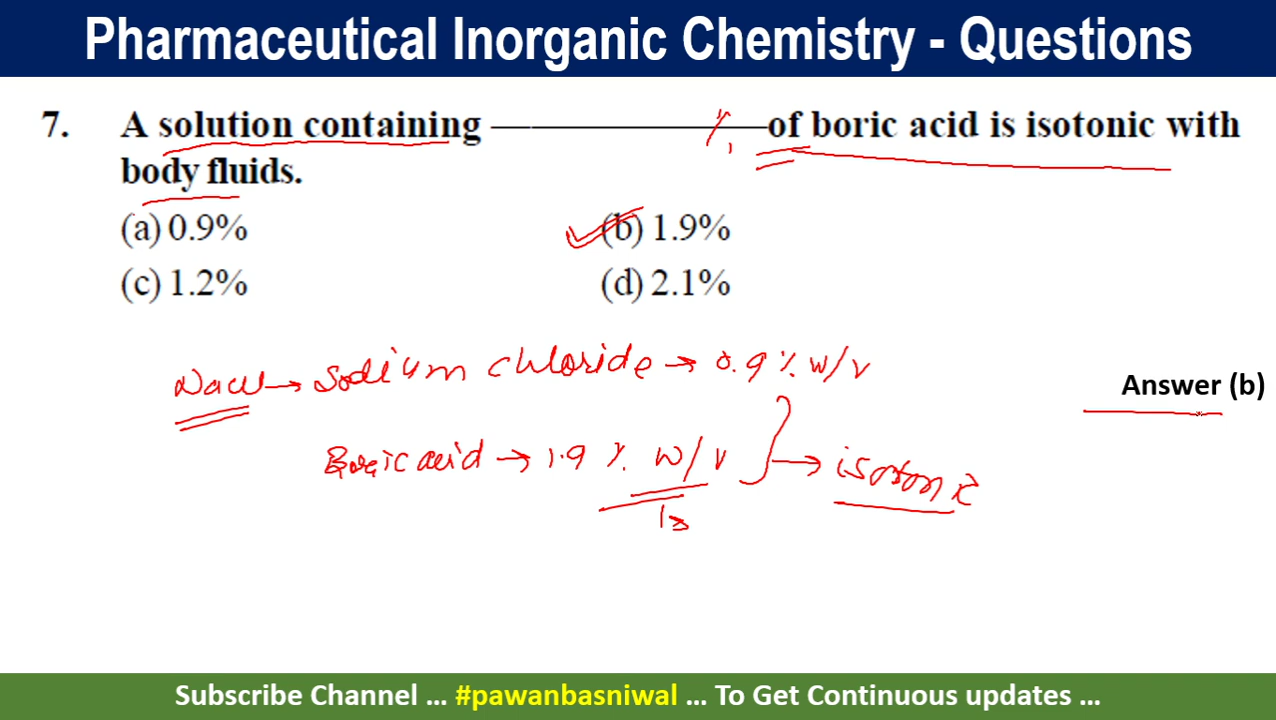 Pharmaceutical Inorganic Chemistry - Questions
7. A solution containing ——————% of boric acid is isotonic with
body fluids.
(a) 0.9% (b) 1.9%
(c) 1.2% (d) 2.1%
NaCl → Sodium chloride → 0.9 % w/v
Answer (b)
Boric acid → 1.9 % w/v } → isotonic
Subscribe Channel ... #pawanbasniwal ... To Get Continuous updates ...